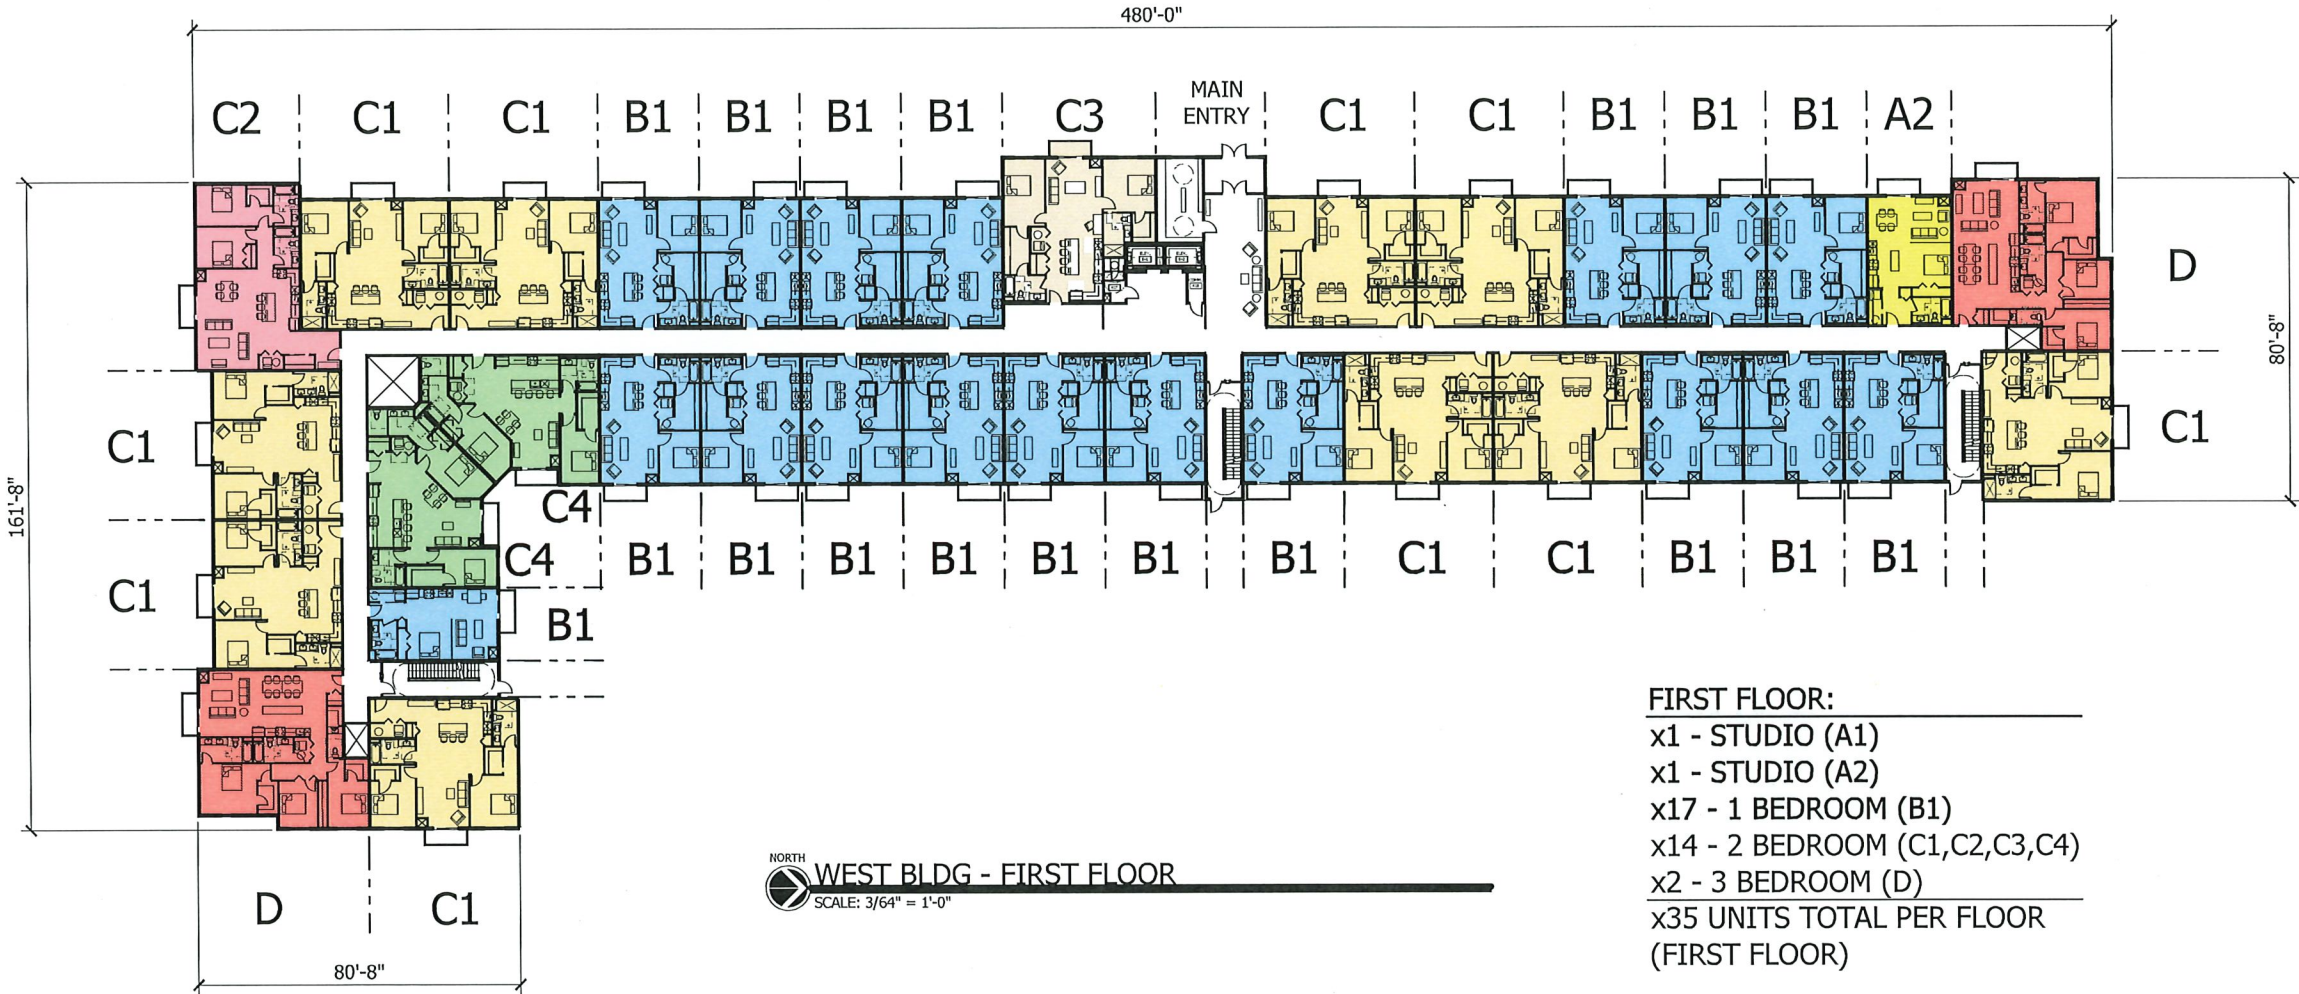 480'-0"
MAIN
ENTRY
C2
C1
C1
B1
B1
B1
B1
C3
C1
C1
B1
B1
B1
A2
D
80'-8"
C1
C1
161'-8"
C4
C4
B1
B1
B1
B1
B1
B1
B1
C1
C1
B1
B1
B1
C1
B1
FIRST FLOOR:
x1 - STUDIO (A1)
x1 - STUDIO (A2)
x17 - 1 BEDROOM (B1)
x14 - 2 BEDROOM (C1,C2,C3,C4)
x2 - 3 BEDROOM (D)
x35 UNITS TOTAL PER FLOOR
(FIRST FLOOR)
NORTH
WEST BLDG - FIRST FLOOR
SCALE: 3/64" = 1'-0"
D
C1
80'-8"